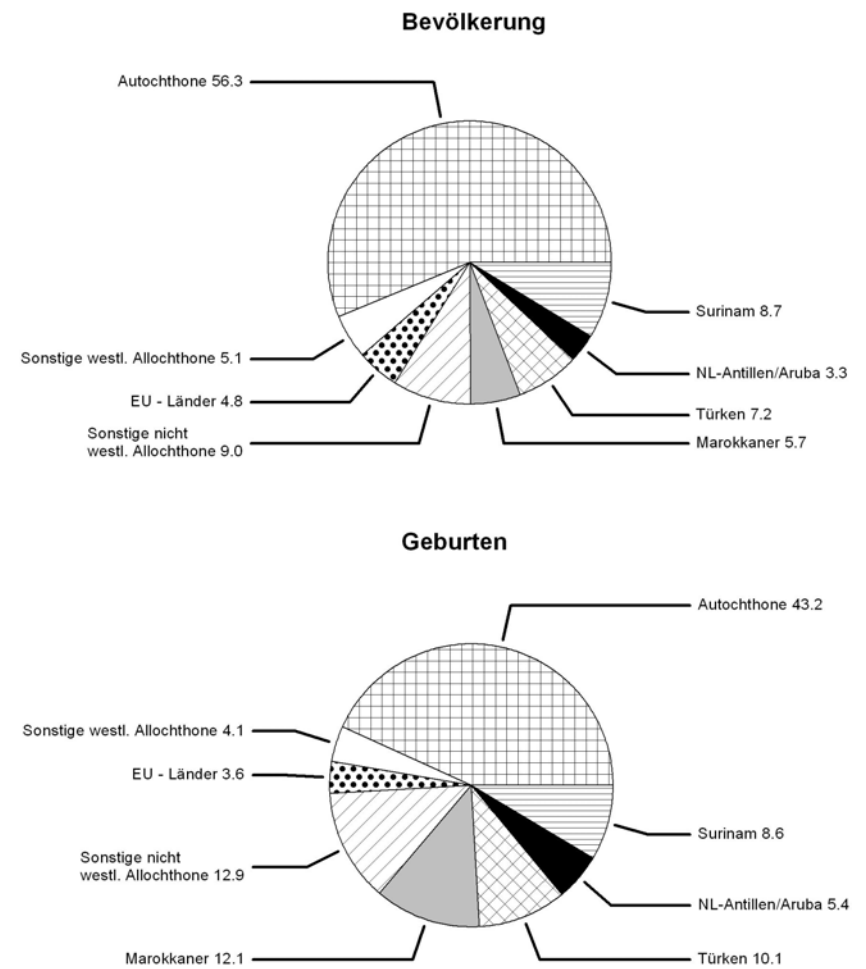 Bevölkerung
Autochthone 56.3
Surinam 8.7
Sonstige westl. Allochthone 5.1
NL-Antillen/Aruba 3.3
EU - Länder 4.8
Türken 7.2
Sonstige nicht
westl. Allochthone 9.0
Marokkaner 5.7
Geburten
Autochthone 43.2
Sonstige westl. Allochthone 4.1
EU - Länder 3.6
Surinam 8.6
Sonstige nicht
westl. Allochthone 12.9
NL-Antillen/Aruba 5.4
Marokkaner 12.1
Türken 10.1